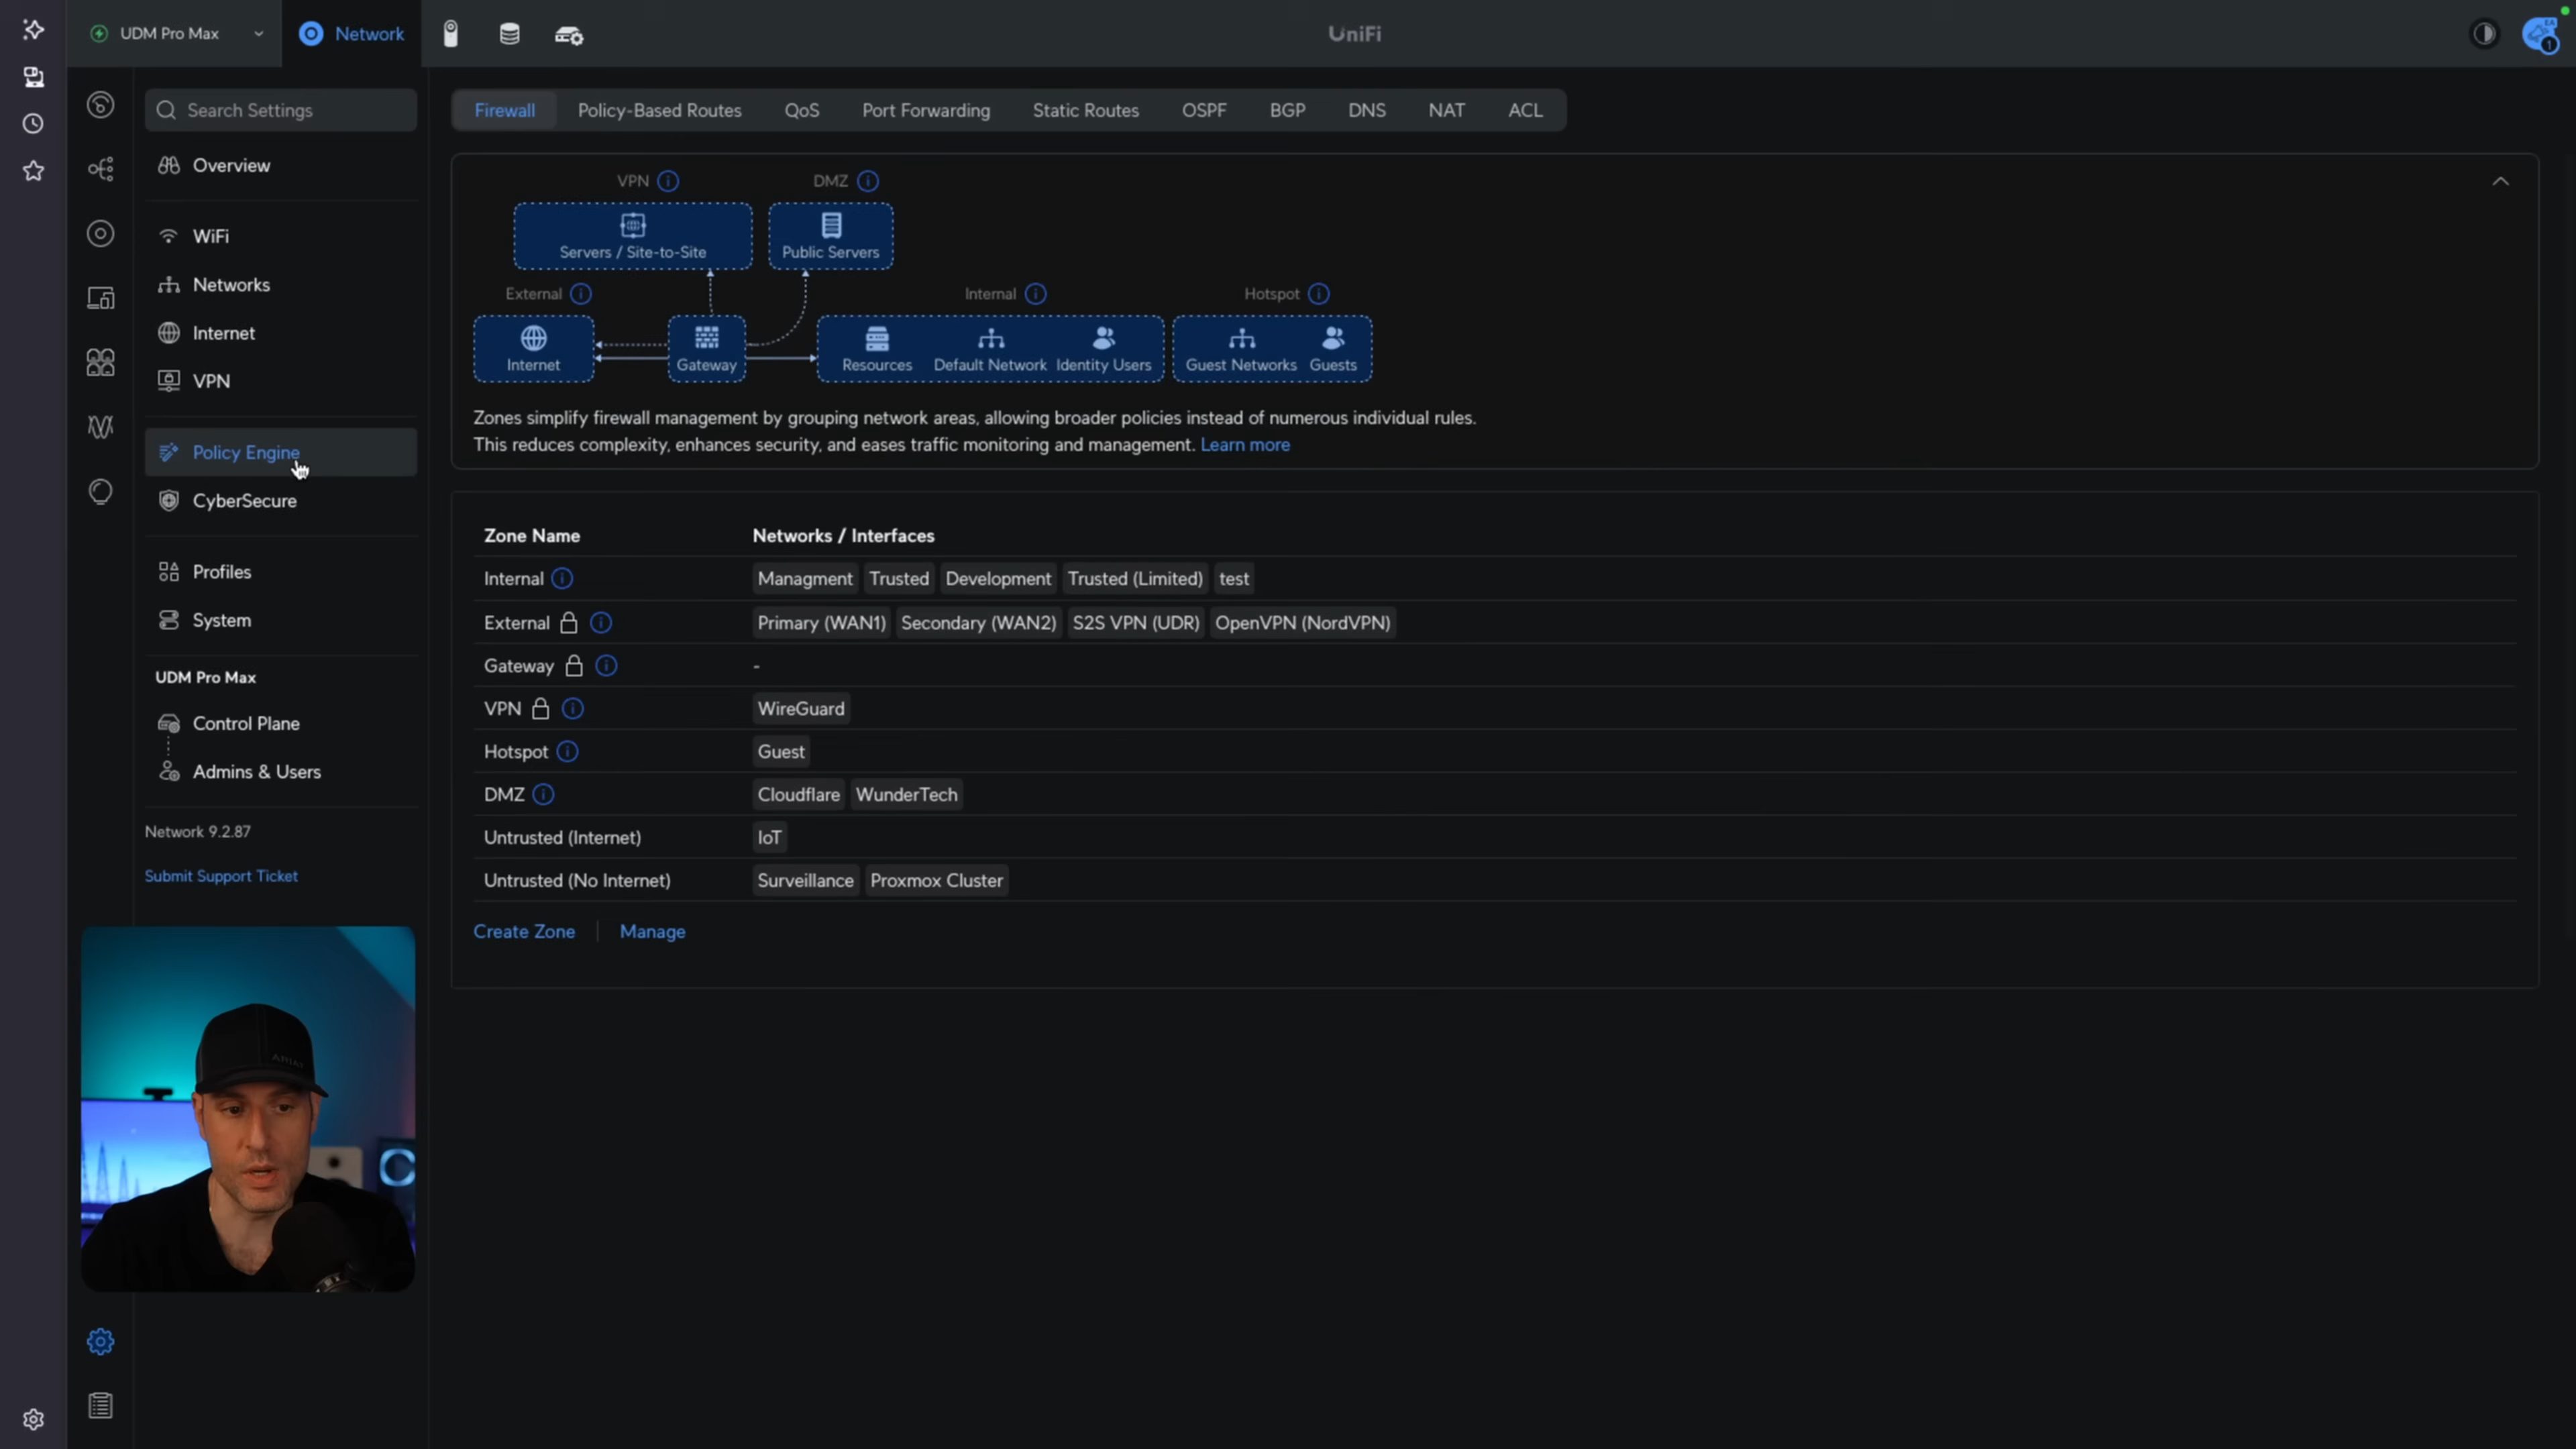 UDM Pro Max
Network
UniFi
EA
1
Search Settings
Overview
WiFi
Networks
Internet
VPN
Policy Engine
CyberSecure
Profiles
System
UDM Pro Max
Control Plane
Admins & Users
Network 9.2.87
Submit Support Ticket
Firewall Policy-Based Routes QoS Port Forwarding Static Routes OSPF BGP DNS NAT ACL
VPN DMZ
Servers / Site-to-Site Public Servers
External Internal Hotspot
Internet Gateway Resources Default Network Identity Users Guest Networks Guests
Zones simplify firewall management by grouping network areas, allowing broader policies instead of numerous individual rules.
This reduces complexity, enhances security, and eases traffic monitoring and management. Learn more
Zone Name Networks / Interfaces
Internal Managment Trusted Development Trusted (Limited) test
External Primary (WAN1) Secondary (WAN2) S2S VPN (UDR) OpenVPN (NordVPN)
Gateway -
VPN WireGuard
Hotspot Guest
DMZ Cloudflare WunderTech
Untrusted (Internet) IoT
Untrusted (No Internet) Surveillance Proxmox Cluster
Create Zone Manage